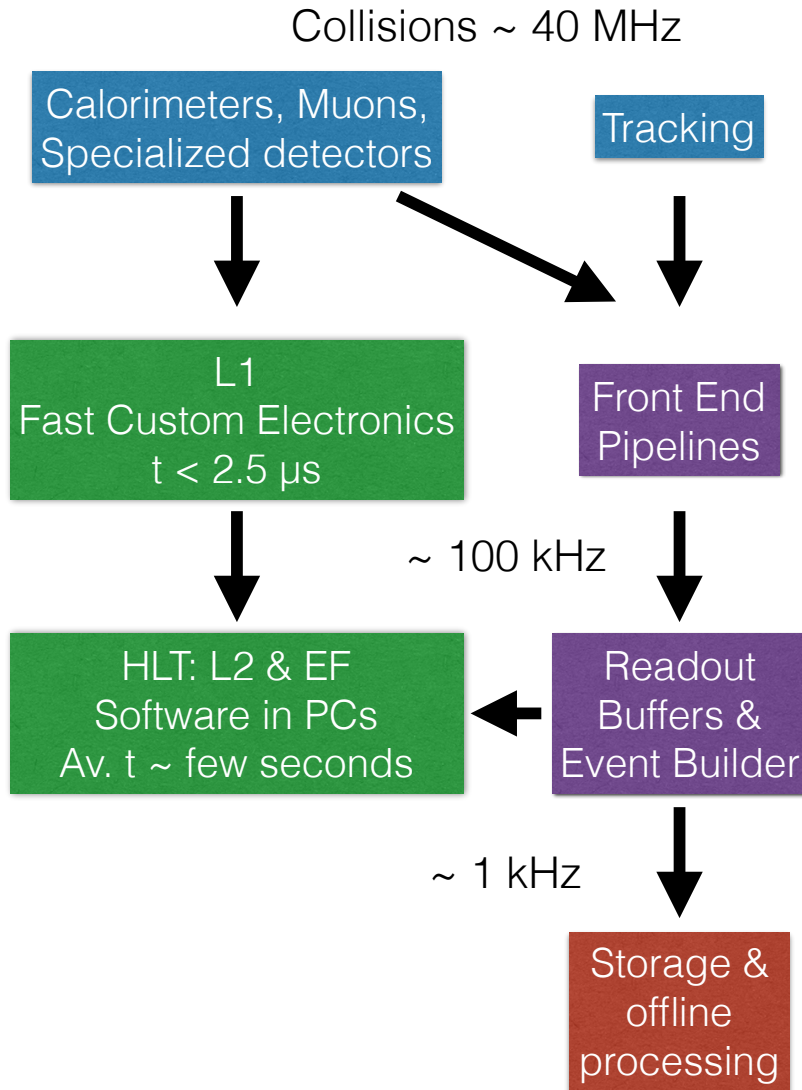 Collisions ~ 40 MHz
Calorimeters, Muons,
Specialized detectors
Tracking
L1
Fast Custom Electronics
t < 2.5 μs
Front End
Pipelines
~ 100 kHz
HLT: L2 & EF
Software in PCs
Av. t ~ few seconds
Readout
Buffers &
Event Builder
~ 1 kHz
Storage &
offline
processing